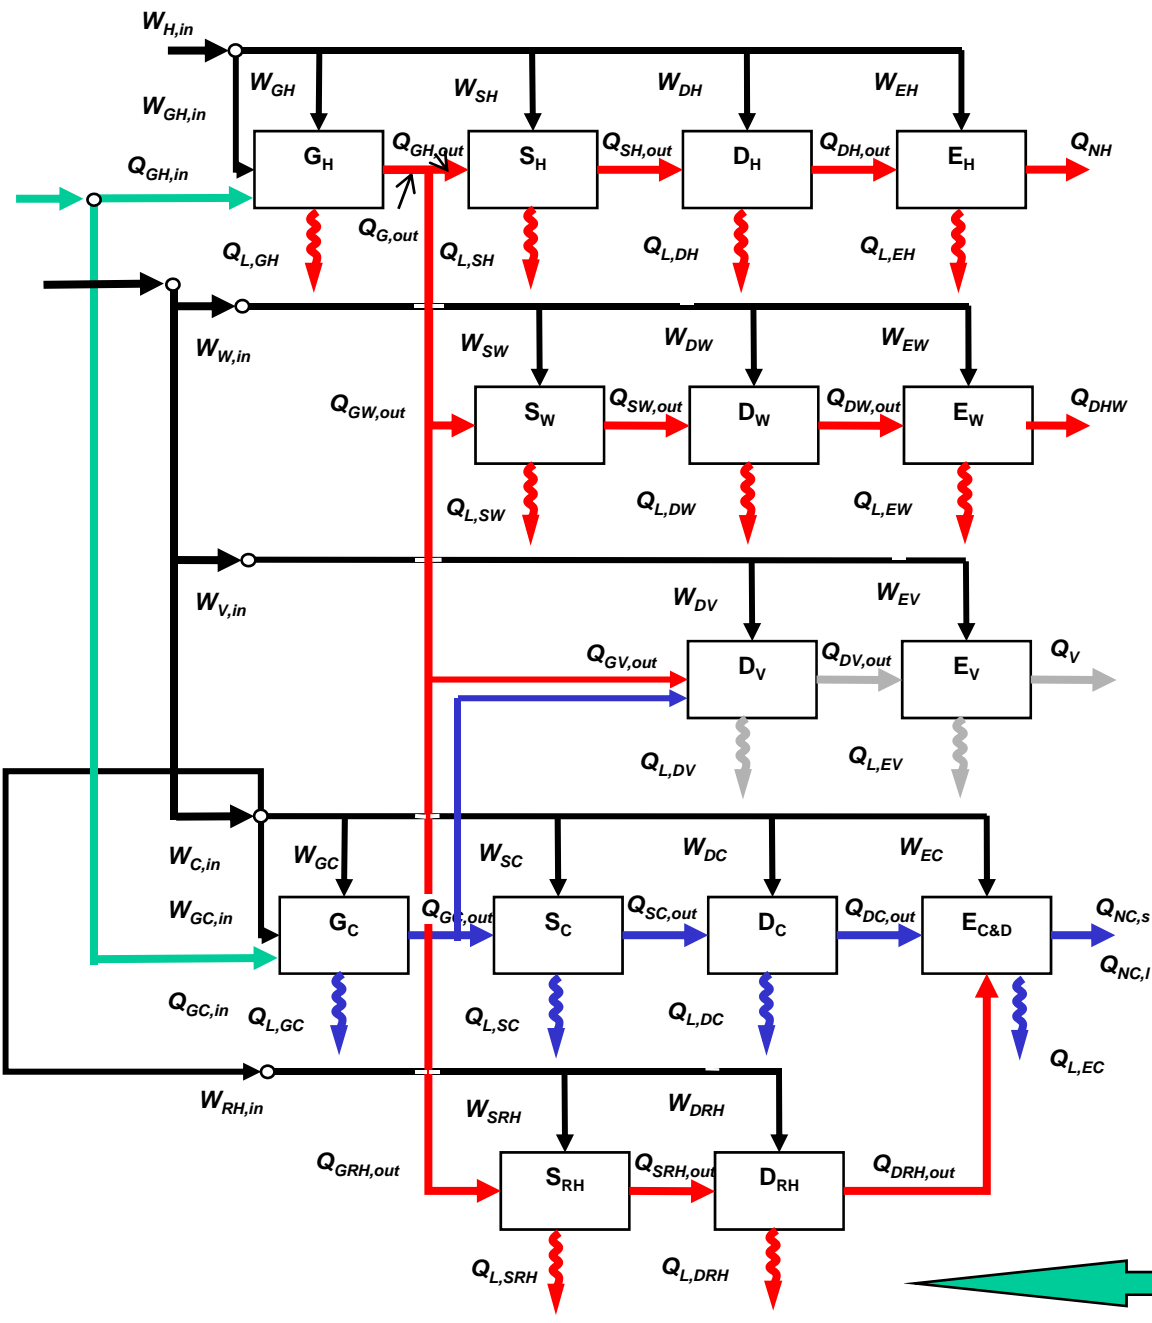 W_H,in
W_GH
W_SH
W_DH
W_EH
W_GH,in
Q_GH,in
G_H
Q_GH,out
S_H
Q_SH,out
D_H
Q_DH,out
E_H
Q_NH
Q_G,out
Q_L,GH
Q_L,SH
Q_L,DH
Q_L,EH
W_W,in
W_SW
W_DW
W_EW
Q_GW,out
S_W
Q_SW,out
D_W
Q_DW,out
E_W
Q_DHW
Q_L,SW
Q_L,DW
Q_L,EW
W_V,in
W_DV
W_EV
Q_GV,out
D_V
Q_DV,out
E_V
Q_V
Q_L,DV
Q_L,EV
W_C,in
W_GC
W_SC
W_DC
W_EC
W_GC,in
G_C
Q_GC,out
S_C
Q_SC,out
D_C
Q_DC,out
E_C&D
Q_NC,s
Q_NC,l
Q_GC,in
Q_L,GC
Q_L,SC
Q_L,DC
Q_L,EC
W_RH,in
W_SRH
W_DRH
Q_GRH,out
S_RH
Q_SRH,out
D_RH
Q_DRH,out
Q_L,SRH
Q_L,DRH